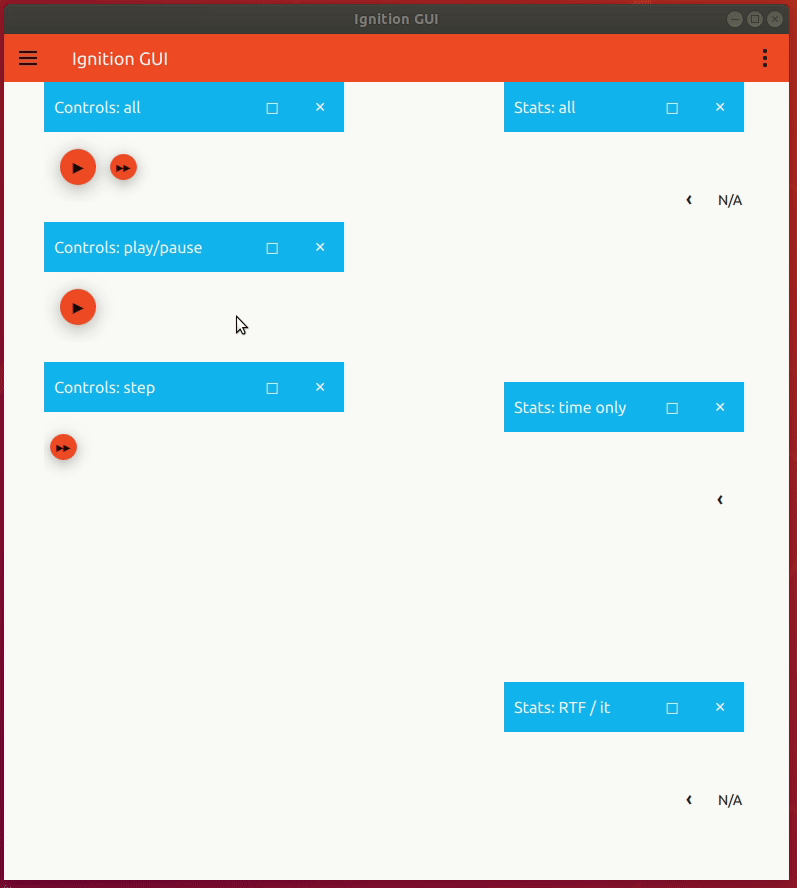 Ignition GUI
Ignition GUI
Controls: all
Stats: all
N/A
Controls: play/pause
Controls: step
Stats: time only
Stats: RTF / it
N/A